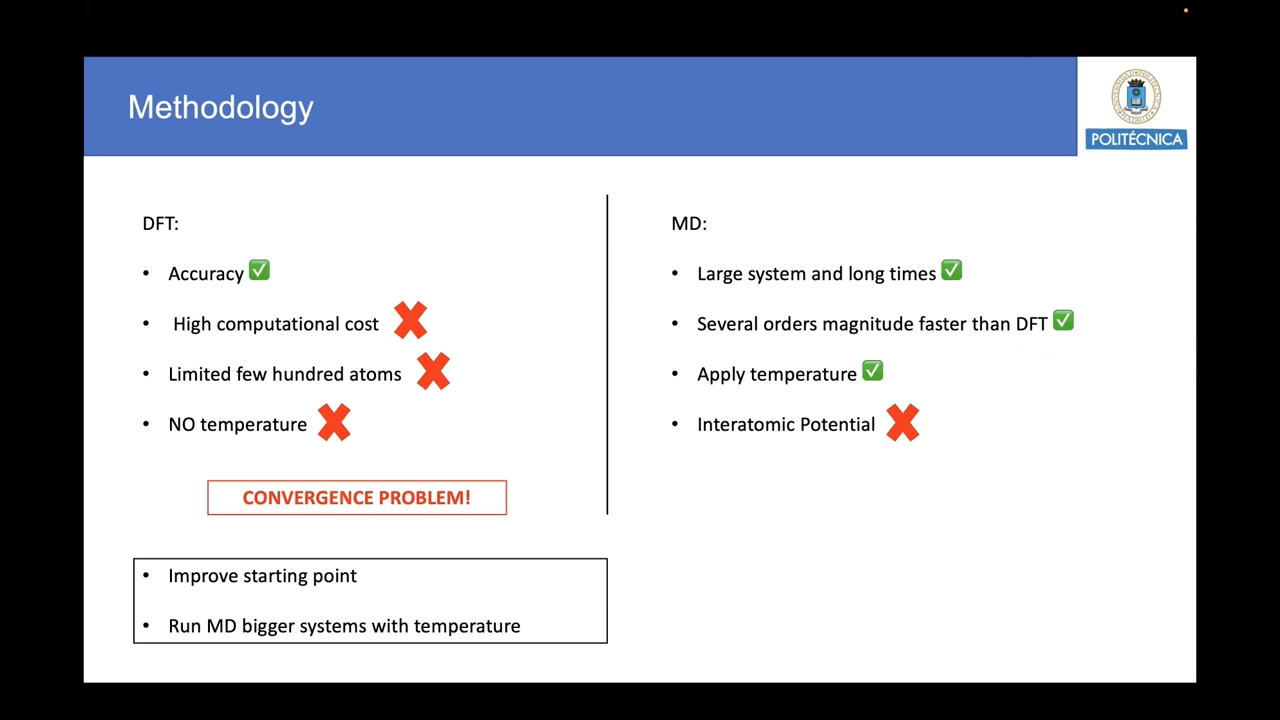 Methodology
POLITÉCNICA
DFT:
• Accuracy ✅
• High computational cost ❌
• Limited few hundred atoms ❌
• NO temperature ❌
CONVERGENCE PROBLEM!
• Improve starting point
• Run MD bigger systems with temperature
MD:
• Large system and long times ✅
• Several orders magnitude faster than DFT ✅
• Apply temperature ✅
• Interatomic Potential ❌